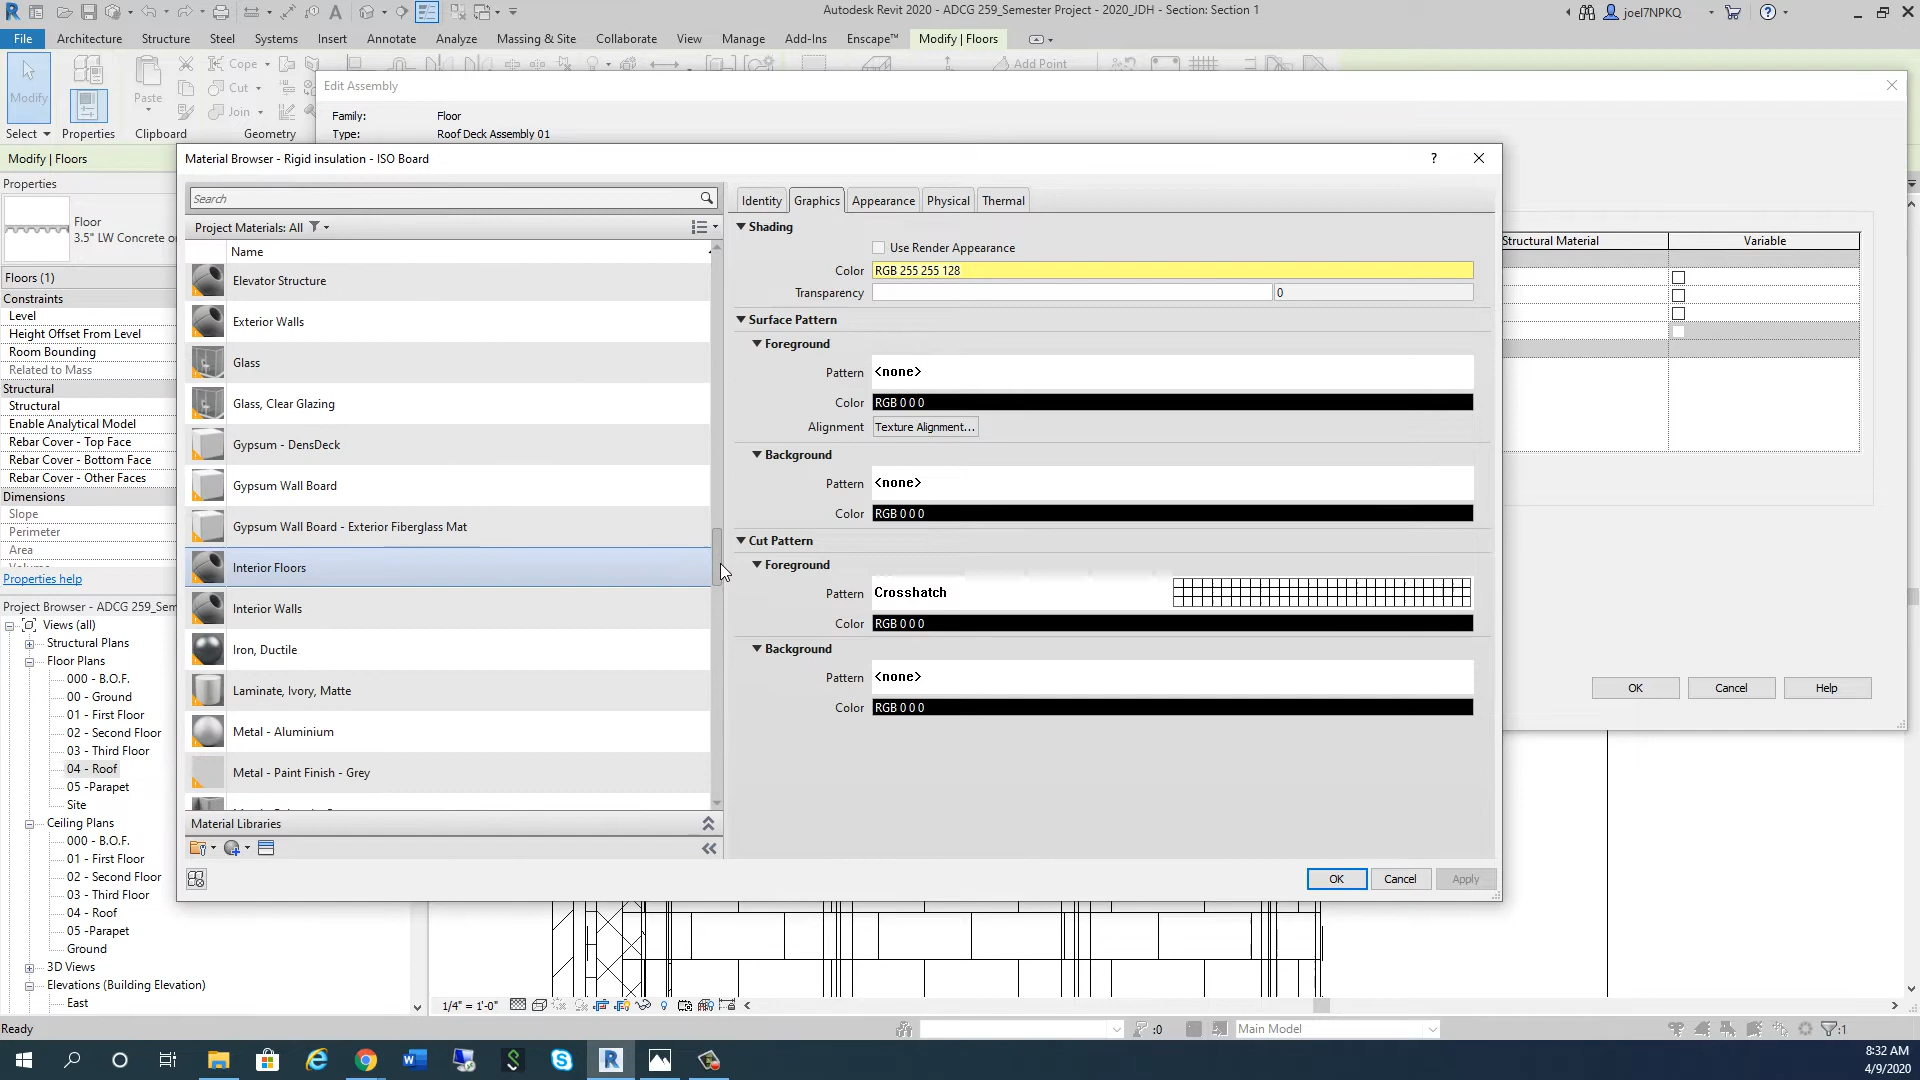 Autodesk Revit 2020 - ADCG 259_Semester Project - 2020_JDH - Section: Section 1
joel7NPKQ
File Architecture Structure Steel Systems Insert Annotate Analyze Massing & Site Collaborate View Manage Add-Ins Enscape™ Modify | Floors
Modify
Paste
Cope
Cut
Join
Add Point
Select Properties Clipboard Geometry
Modify | Floors
Edit Assembly
Family: Floor
Type: Roof Deck Assembly 01
Structural Material Variable
OK Cancel Help
Properties
Floor
3.5" LW Concrete o
Floors (1)
Constraints
Level
Height Offset From Level
Room Bounding
Related to Mass
Structural
Structural
Enable Analytical Model
Rebar Cover - Top Face
Rebar Cover - Bottom Face
Rebar Cover - Other Faces
Dimensions
Slope
Perimeter
Area
Properties help
Project Browser - ADCG 259_Sem
Views (all)
Structural Plans
Floor Plans
000 - B.O.F.
00 - Ground
01 - First Floor
02 - Second Floor
03 - Third Floor
04 - Roof
05 -Parapet
Site
Ceiling Plans
000 - B.O.F.
01 - First Floor
02 - Second Floor
03 - Third Floor
04 - Roof
05 -Parapet
Ground
3D Views
Elevations (Building Elevation)
East
Material Browser - Rigid insulation - ISO Board
?
Search
Project Materials: All
Name
Elevator Structure
Exterior Walls
Glass
Glass, Clear Glazing
Gypsum - DensDeck
Gypsum Wall Board
Gypsum Wall Board - Exterior Fiberglass Mat
Interior Floors
Interior Walls
Iron, Ductile
Laminate, Ivory, Matte
Metal - Aluminium
Metal - Paint Finish - Grey
Material Libraries
Identity Graphics Appearance Physical Thermal
Shading
Use Render Appearance
Color RGB 255 255 128
Transparency 0
Surface Pattern
Foreground
Pattern <none>
Color RGB 0 0 0
Alignment Texture Alignment...
Background
Pattern <none>
Color RGB 0 0 0
Cut Pattern
Foreground
Pattern Crosshatch
Color RGB 0 0 0
Background
Pattern <none>
Color RGB 0 0 0
OK Cancel Apply
1/4" = 1'-0"
Ready
:0
Main Model
:1
8:32 AM
4/9/2020